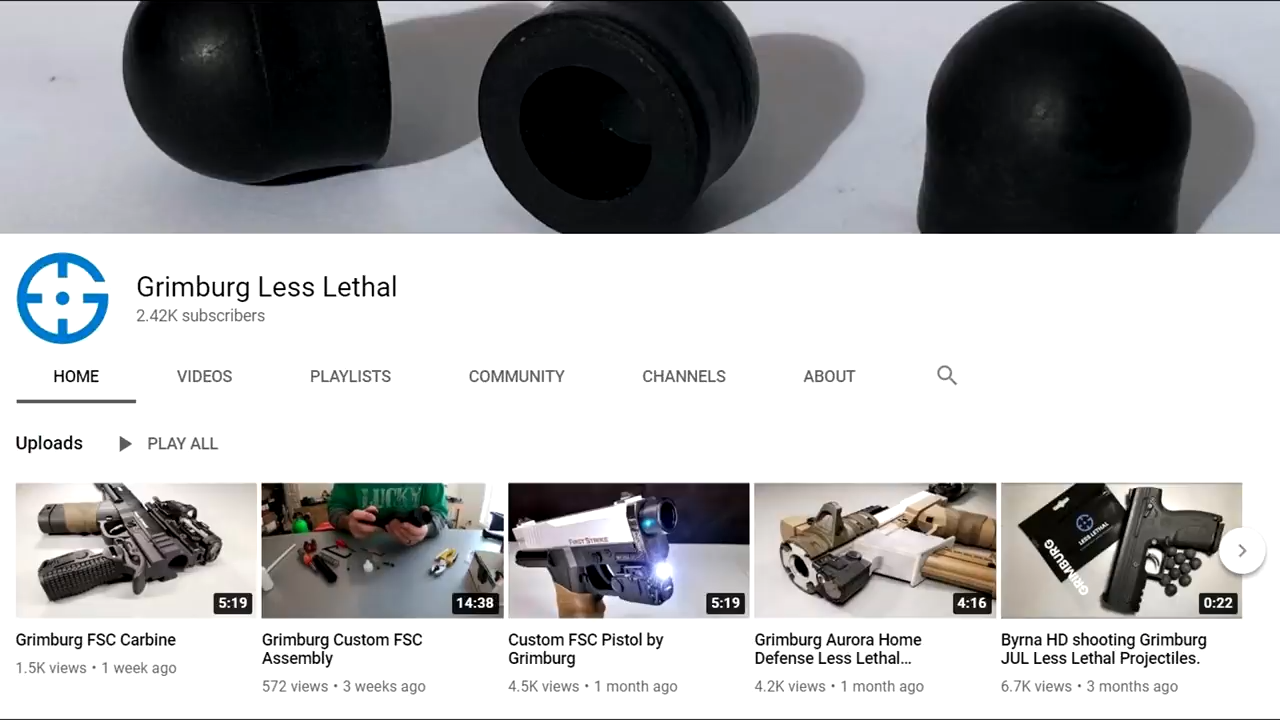 Grimburg Less Lethal
2.42K subscribers
HOME VIDEOS PLAYLISTS COMMUNITY CHANNELS ABOUT
Uploads PLAY ALL
LUCKY
FIRST STRIKE
GRIMBURG
LESS LETHAL
5:19 14:38 5:19 4:16 0:22
Grimburg FSC Carbine
1.5K views • 1 week ago
Grimburg Custom FSC
Assembly
572 views • 3 weeks ago
Custom FSC Pistol by
Grimburg
4.5K views • 1 month ago
Grimburg Aurora Home
Defense Less Lethal...
4.2K views • 1 month ago
Byrna HD shooting Grimburg
JUL Less Lethal Projectiles.
6.7K views • 3 months ago